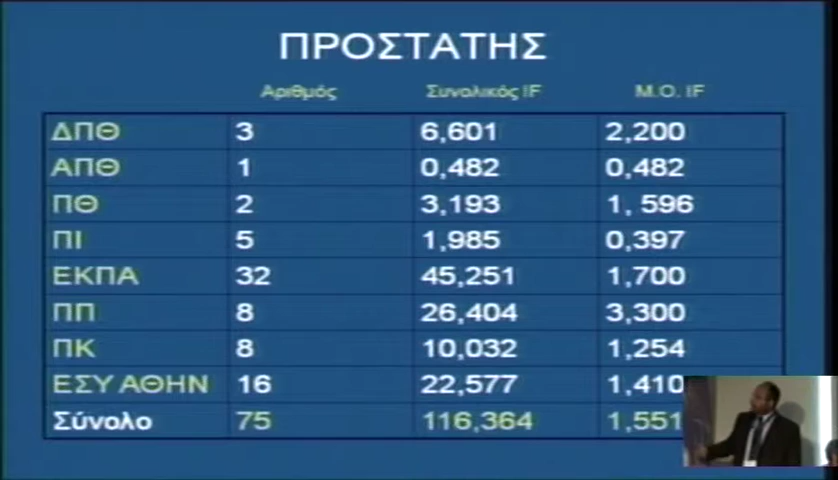 ΠΡΟΣΤΑΤΗΣ
Αριθμός Συνολικός IF Μ.Ο. IF
ΔΠΘ 3 6,601 2,200
ΑΠΘ 1 0,482 0,482
ΠΘ 2 3,193 1, 596
ΠΙ 5 1,985 0,397
ΕΚΠΑ 32 45,251 1,700
ΠΠ 8 26,404 3,300
ΠΚ 8 10,032 1,254
ΕΣΥ ΑΘΗΝ 16 22,577 1,410
Σύνολο 75 116,364 1,551